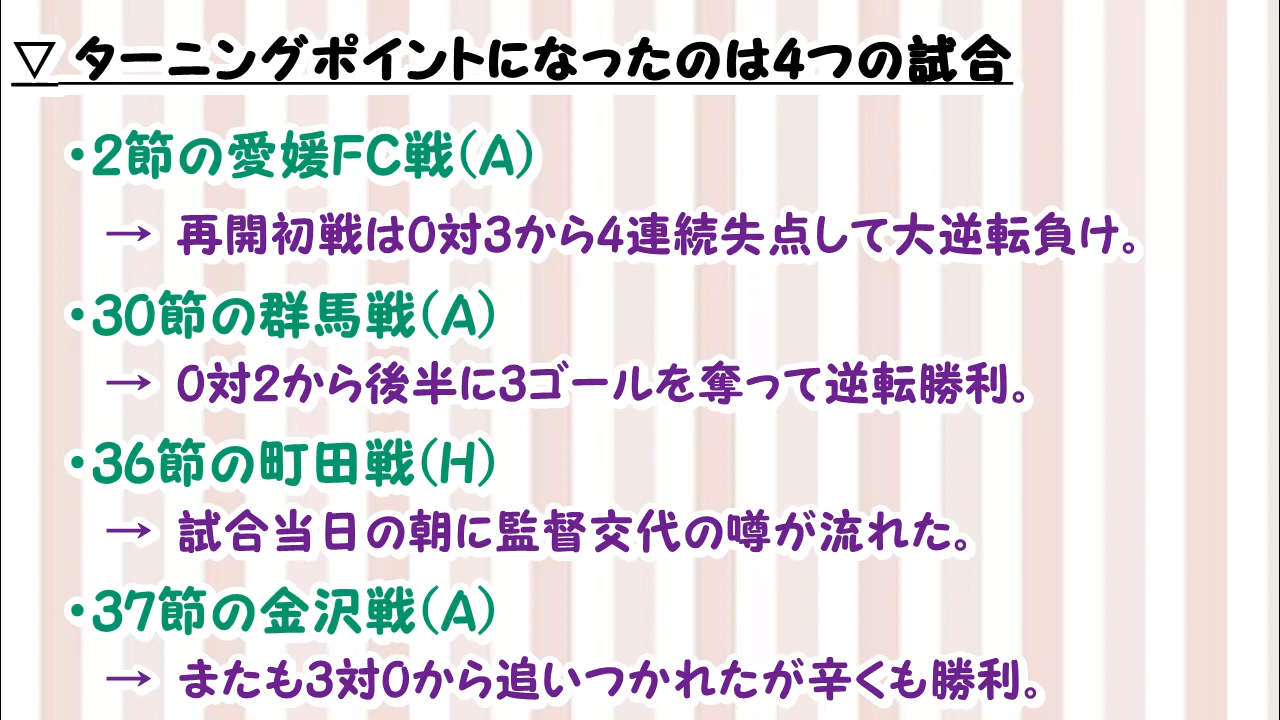 ▽ ターニングポイントになったのは4つの試合
・2節の愛媛FC戦(A)
→ 再開初戦は0対3から4連続失点して大逆転負け。
・30節の群馬戦(A)
→ 0対2から後半に3ゴールを奪って逆転勝利。
・36節の町田戦(H)
→ 試合当日の朝に監督交代の噂が流れた。
・37節の金沢戦(A)
→ またも3対0から追いつかれたが辛くも勝利。